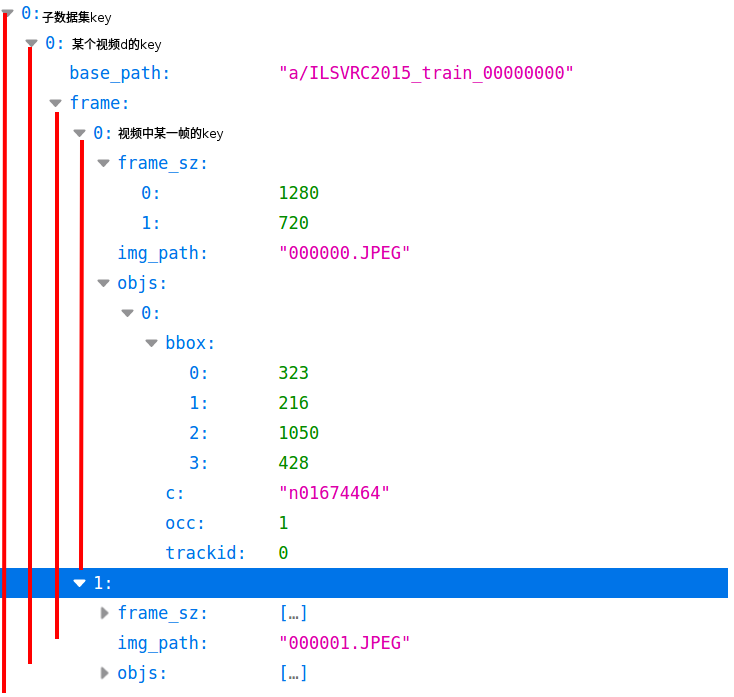 0: 子数据集key
0: 某个视频d的key
base_path: "a/ILSVRC2015_train_00000000"
frame:
0: 视频中某一帧的key
frame_sz:
0: 1280
1: 720
img_path: "000000.JPEG"
objs:
0:
bbox:
0: 323
1: 216
2: 1050
3: 428
c: "n01674464"
occ: 1
trackid: 0
1:
frame_sz: […]
img_path: "000001.JPEG"
objs: […]